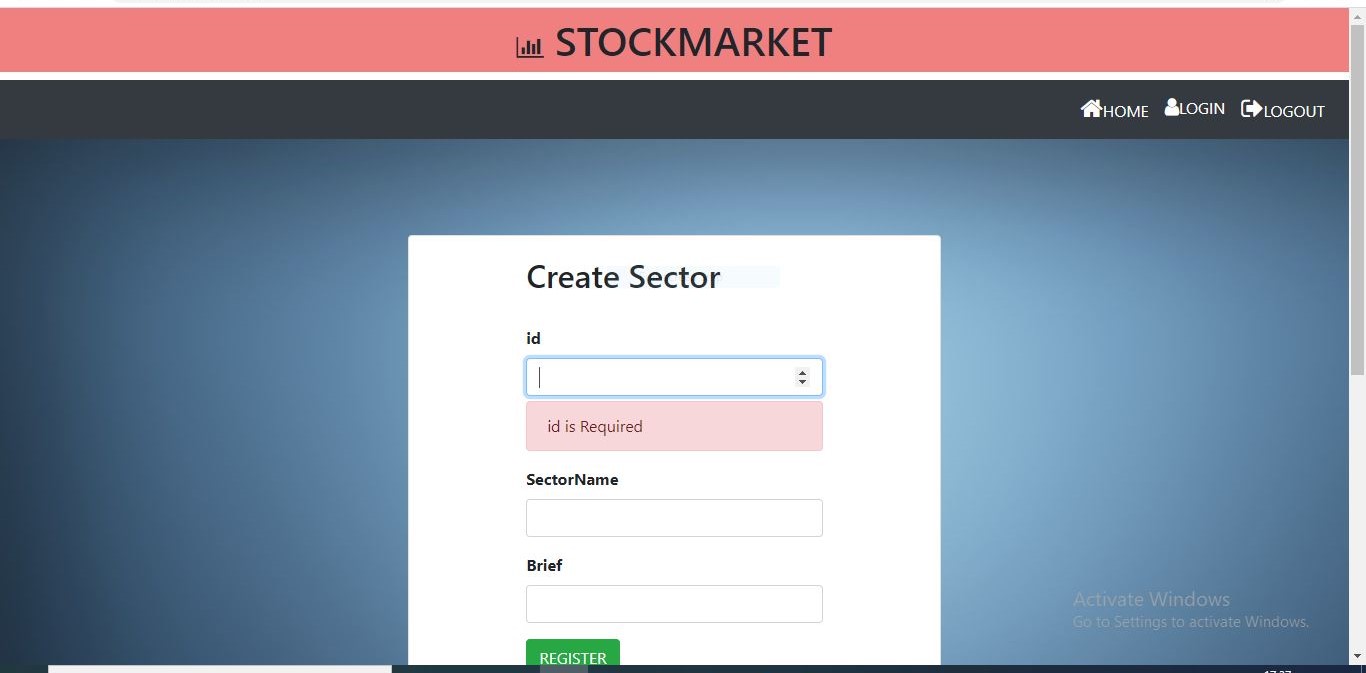 STOCKMARKET
HOME LOGIN LOGOUT
Create Sector
id
id is Required
SectorName
Brief
Activate Windows
Go to Settings to activate Windows.
REGISTER